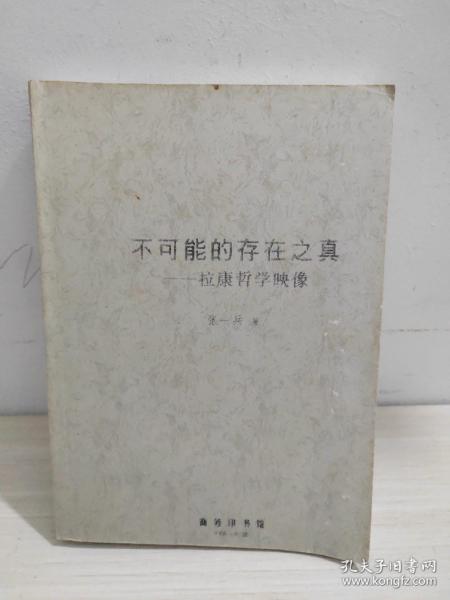 不可能的存在之真
——拉康哲学映像
张一兵 著
商务印书馆
孔夫子旧书网
www.kongfz.com